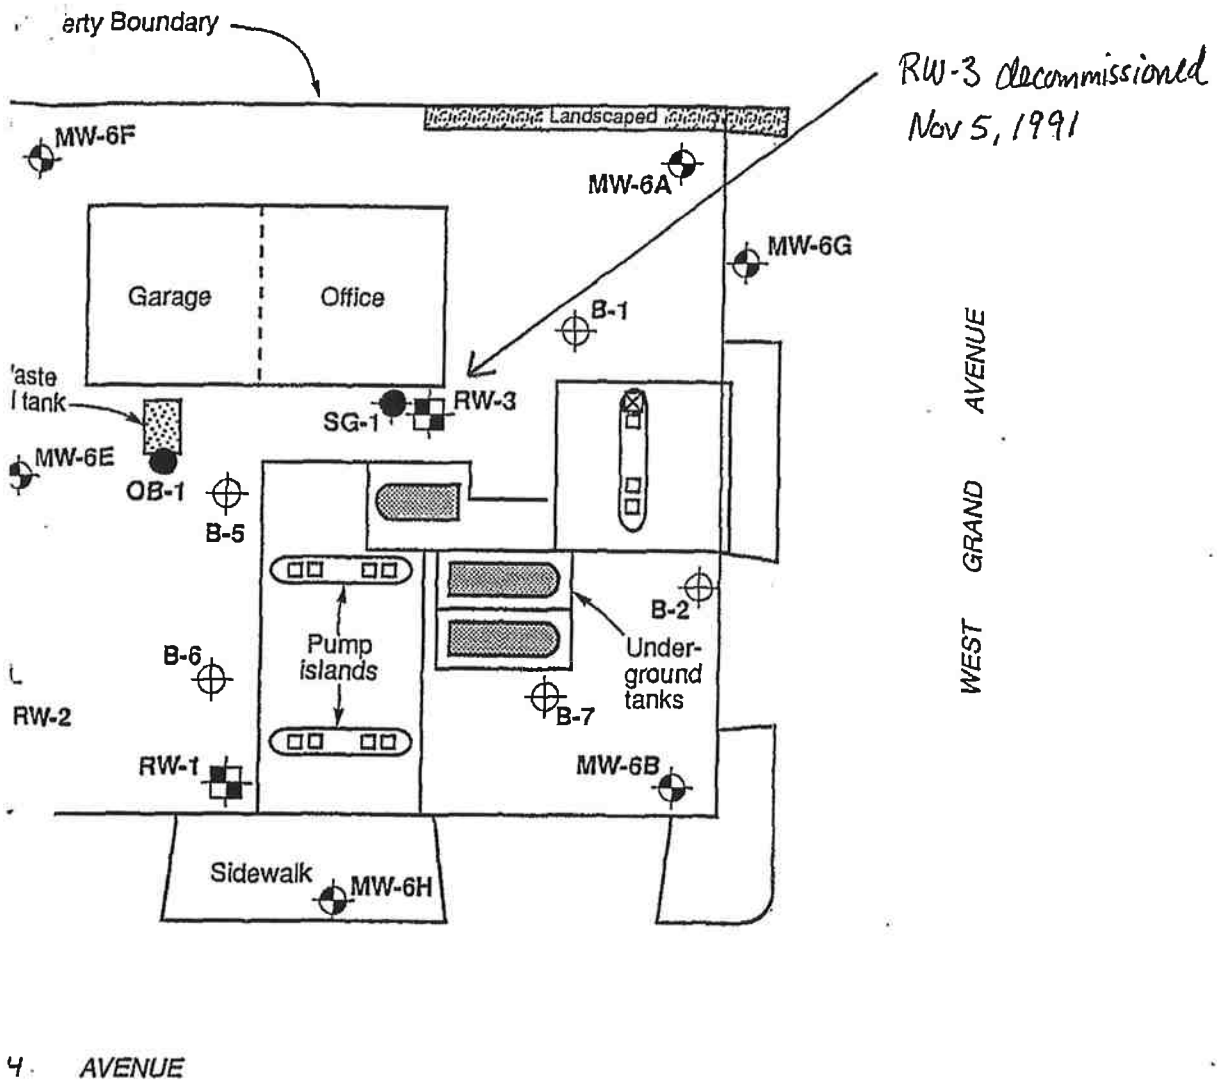 erty Boundary
RW-3 decommissioned
Nov 5, 1991
Landscaped
MW-6F
MW-6A
MW-6G
Garage
Office
B-1
'aste
l tank
RW-3
SG-1
MW-6E
OB-1
B-5
WEST GRAND AVENUE
B-2
B-6
Pump
islands
Under-
ground
tanks
RW-2
B-7
RW-1
MW-6B
Sidewalk
MW-6H
AVENUE